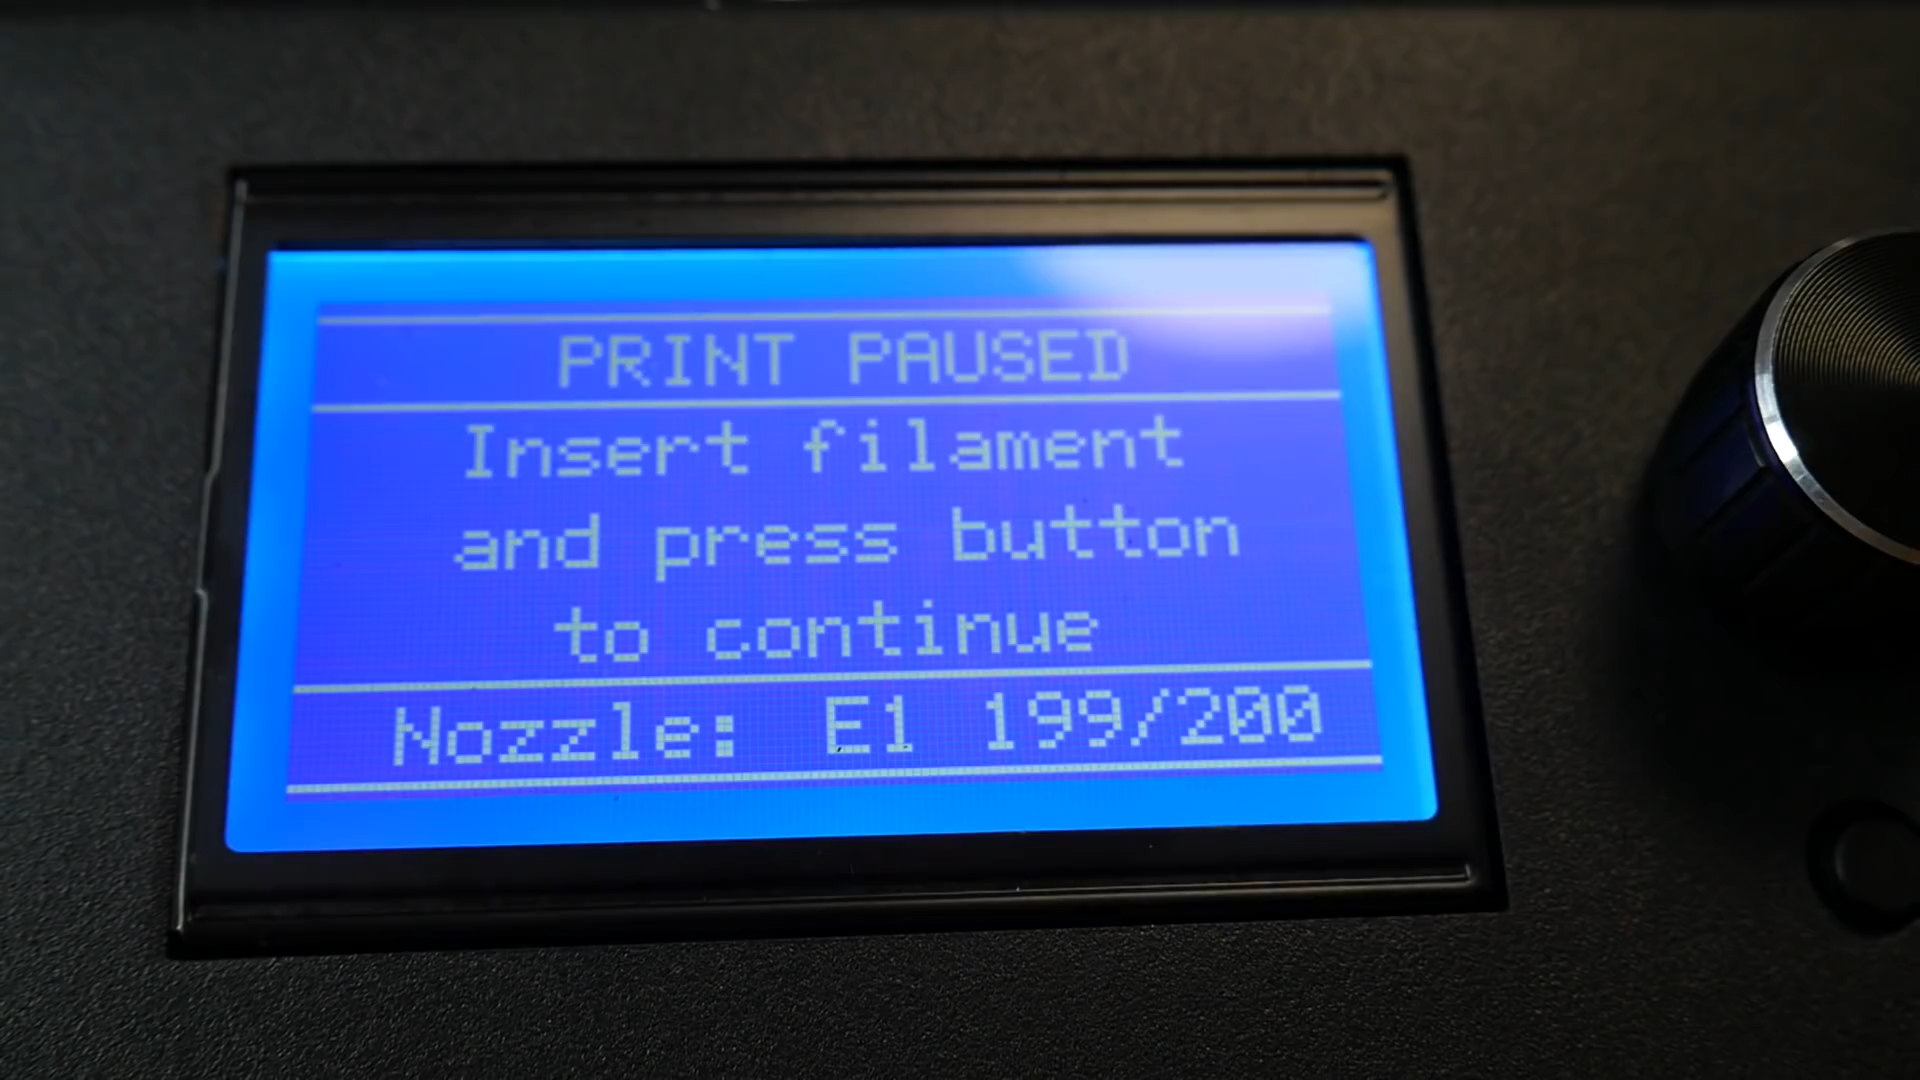 PRINT PAUSED
Insert filament
and press button
to continue
Nozzle: E1 199/200